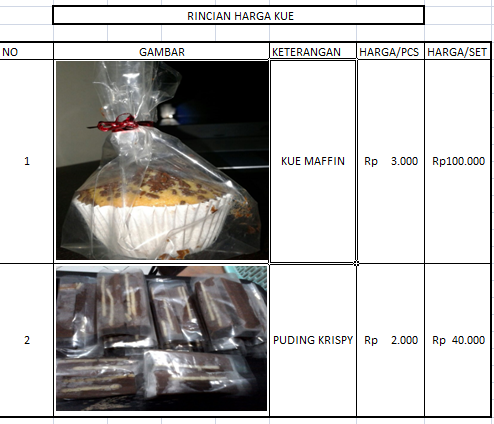 RINCIAN HARGA KUE
NO GAMBAR KETERANGAN HARGA/PCS HARGA/SET
1 KUE MAFFIN Rp 3.000 Rp100.000
2 PUDING KRISPY Rp 2.000 Rp 40.000